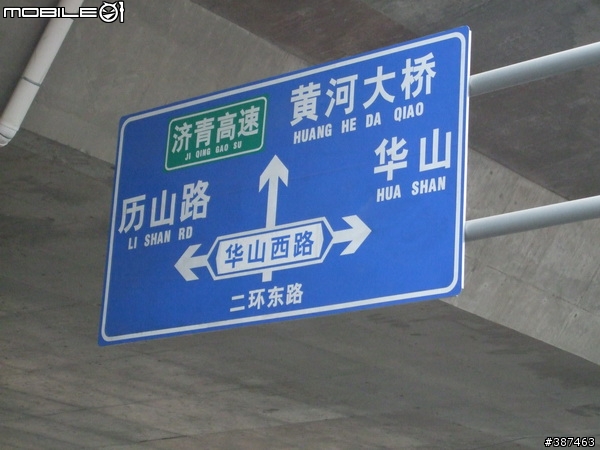 MOBILE01
黄河大桥
HUANG HE DA QIAO
济青高速
JI QING GAO SU
华山
HUA SHAN
历山路
LI SHAN RD
华山西路
二环东路
#387463